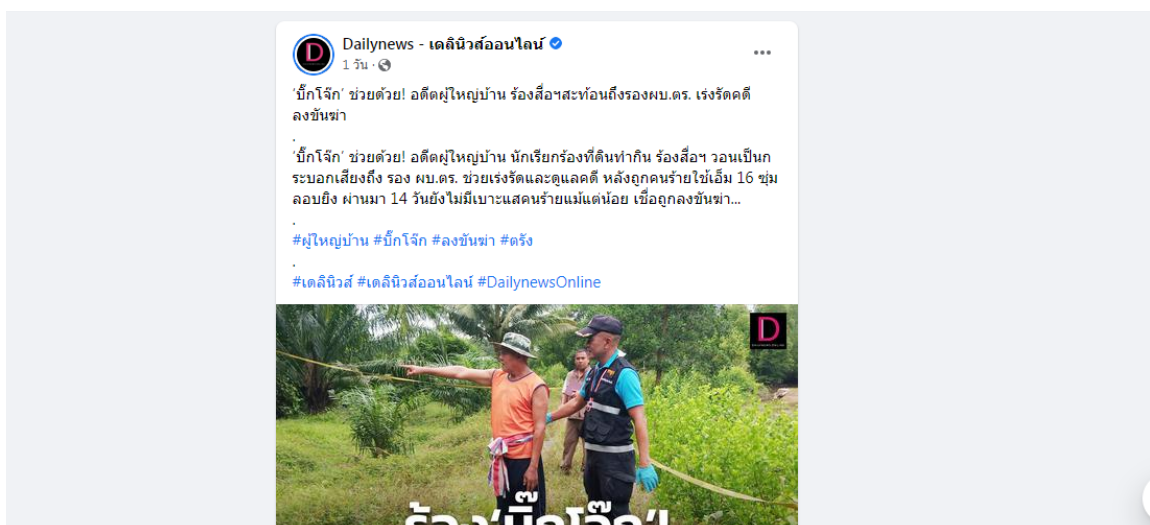 Dailynews - เดลินิวส์ออนไลน์
1 วัน ·
'บิ๊กโจ๊ก' ช่วยด้วย! อดีตผู้ใหญ่บ้าน ร้องสื่อฯสะท้อนถึงรองผบ.ตร. เร่งรัดคดี
ลงขันฆ่า
.
'บิ๊กโจ๊ก' ช่วยด้วย! อดีตผู้ใหญ่บ้าน นักเรียกร้องที่ดินทำกิน ร้องสื่อฯ วอนเป็นก
ระบอกเสียงถึง รอง ผบ.ตร. ช่วยเร่งรัดและดูแลคดี หลังถูกคนร้ายใช้เอ็ม 16 ซุ่ม
ลอบยิง ผ่านมา 14 วันยังไม่มีเบาะแสคนร้ายแม้แต่น้อย เชื่อถูกลงขันฆ่า...
.
#ผู้ใหญ่บ้าน #บิ๊กโจ๊ก #ลงขันฆ่า #ตรัง
.
#เดลินิวส์ #เดลินิวส์ออนไลน์ #DailynewsOnline
D
ร้อง'บิ๊กโจ๊ก'!